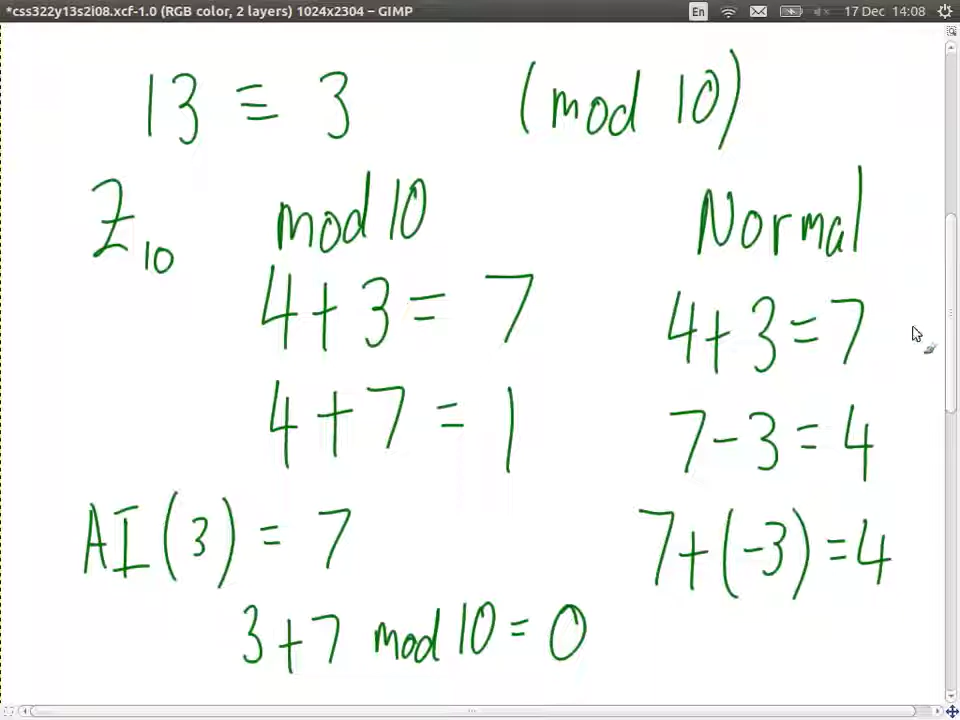 *css322y13s2i08.xcf-1.0 (RGB color, 2 layers) 1024x2304 – GIMP
En 17 Dec 14:08
13 ≡ 3 (mod 10)
Z10 mod 10 Normal
4+3 = 7 4+3=7
4+7 = 1 7-3=4
AI(3) = 7 7+(-3)=4
3+7 mod 10 = 0